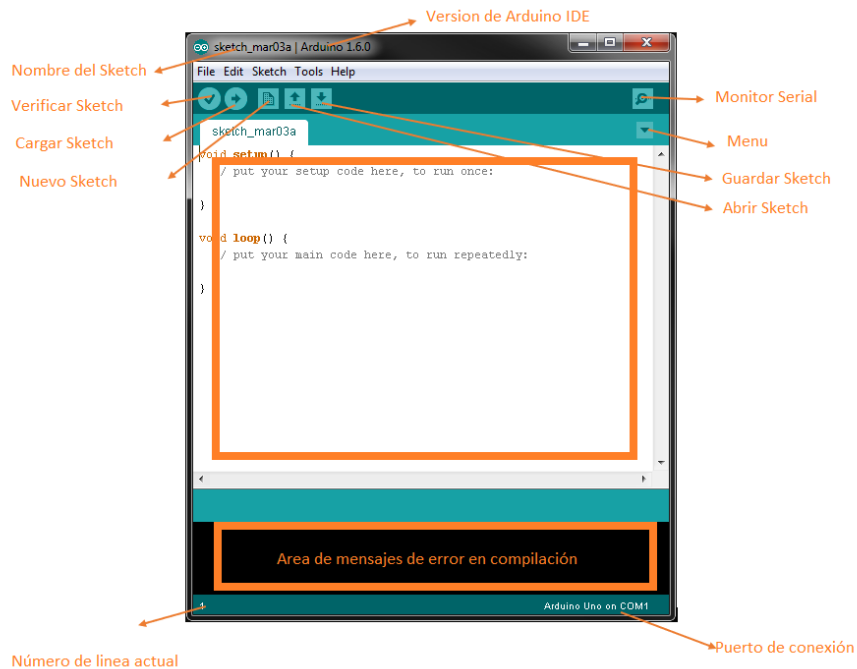 Version de Arduino IDE
sketch_mar03a | Arduino 1.6.0
Nombre del Sketch
File Edit Sketch Tools Help
Verificar Sketch
Monitor Serial
Cargar Sketch
sketch_mar03a
Menu
void setup() {
Nuevo Sketch
/ put your setup code here, to run once:
Guardar Sketch
Abrir Sketch
}
void loop() {
/ put your main code here, to run repeatedly:
}
Area de mensajes de error en compilación
1
Arduino Uno on COM1
Puerto de conexión
Número de linea actual